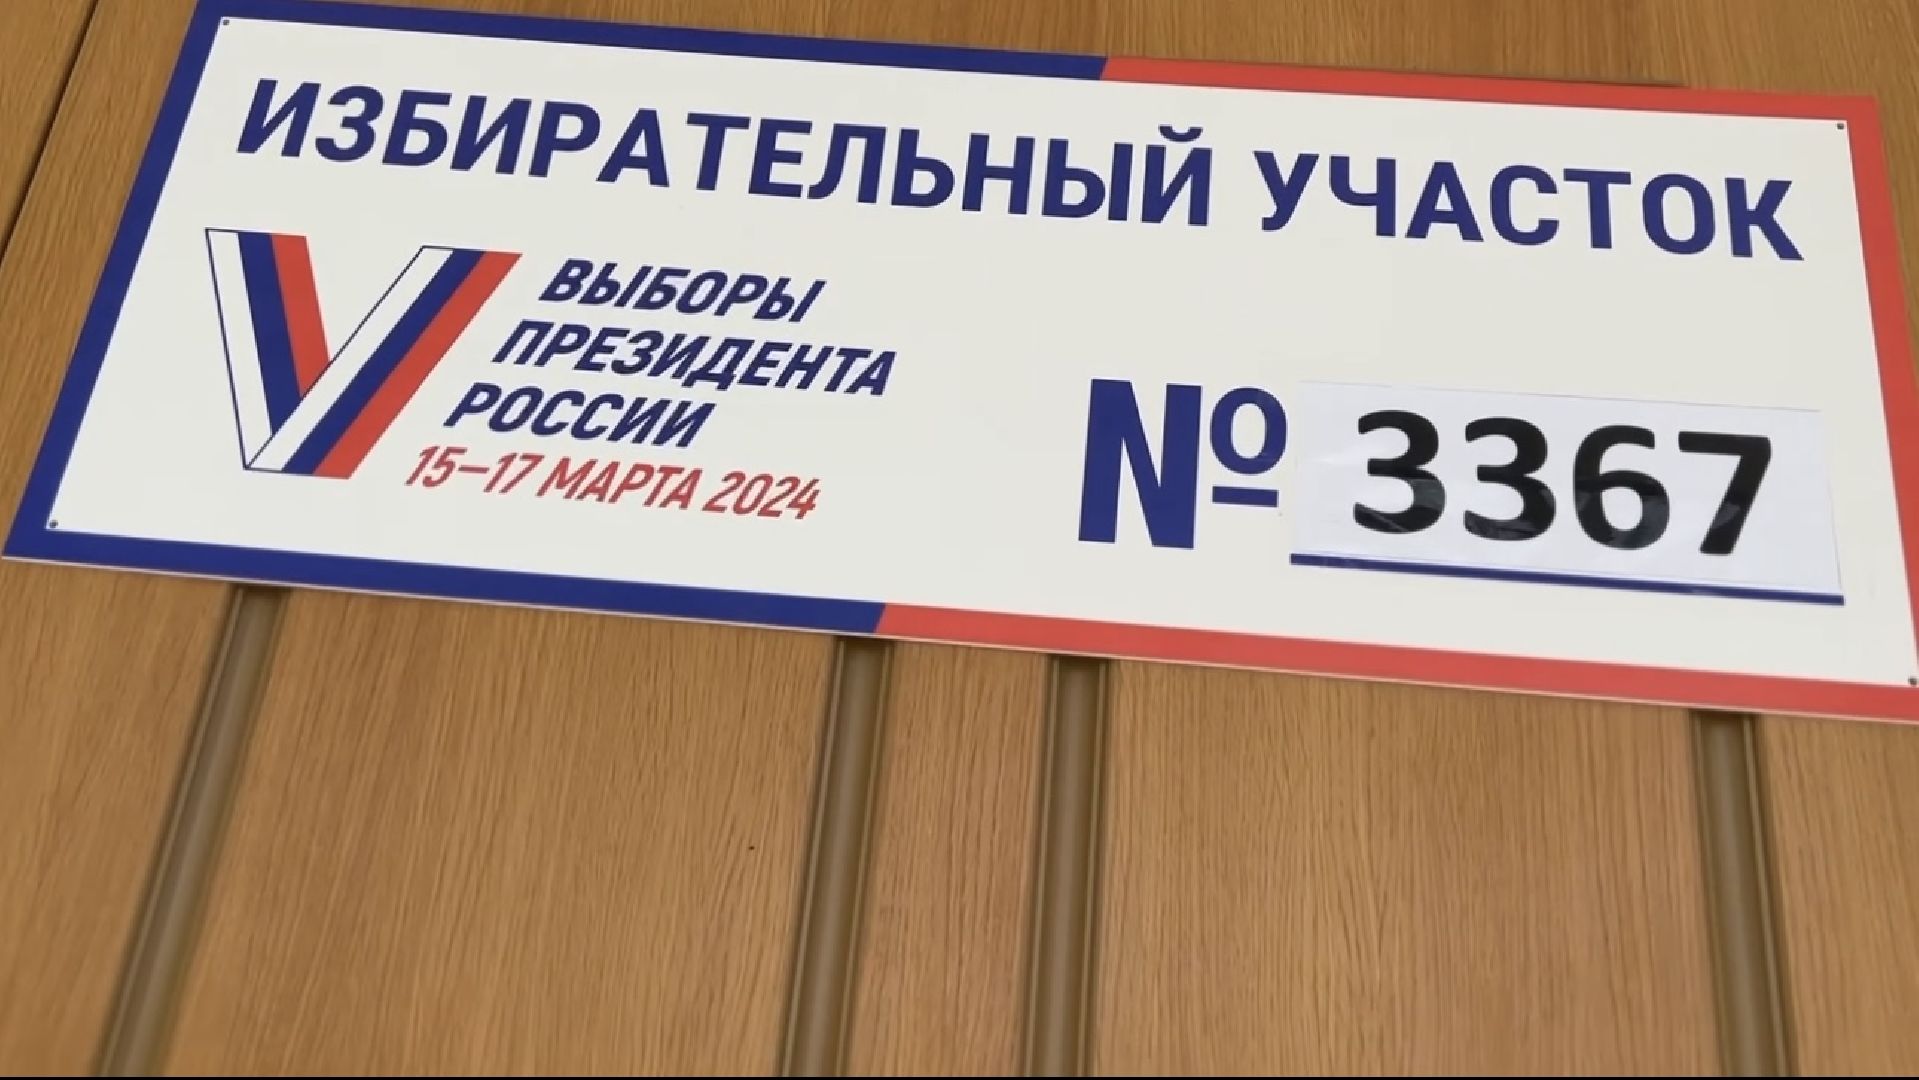 ИЗБИРАТЕЛЬНЫЙ УЧАСТОК
ВЫБОРЫ
ПРЕЗИДЕНТА
РОССИИ
15–17 МАРТА 2024
№ 3367